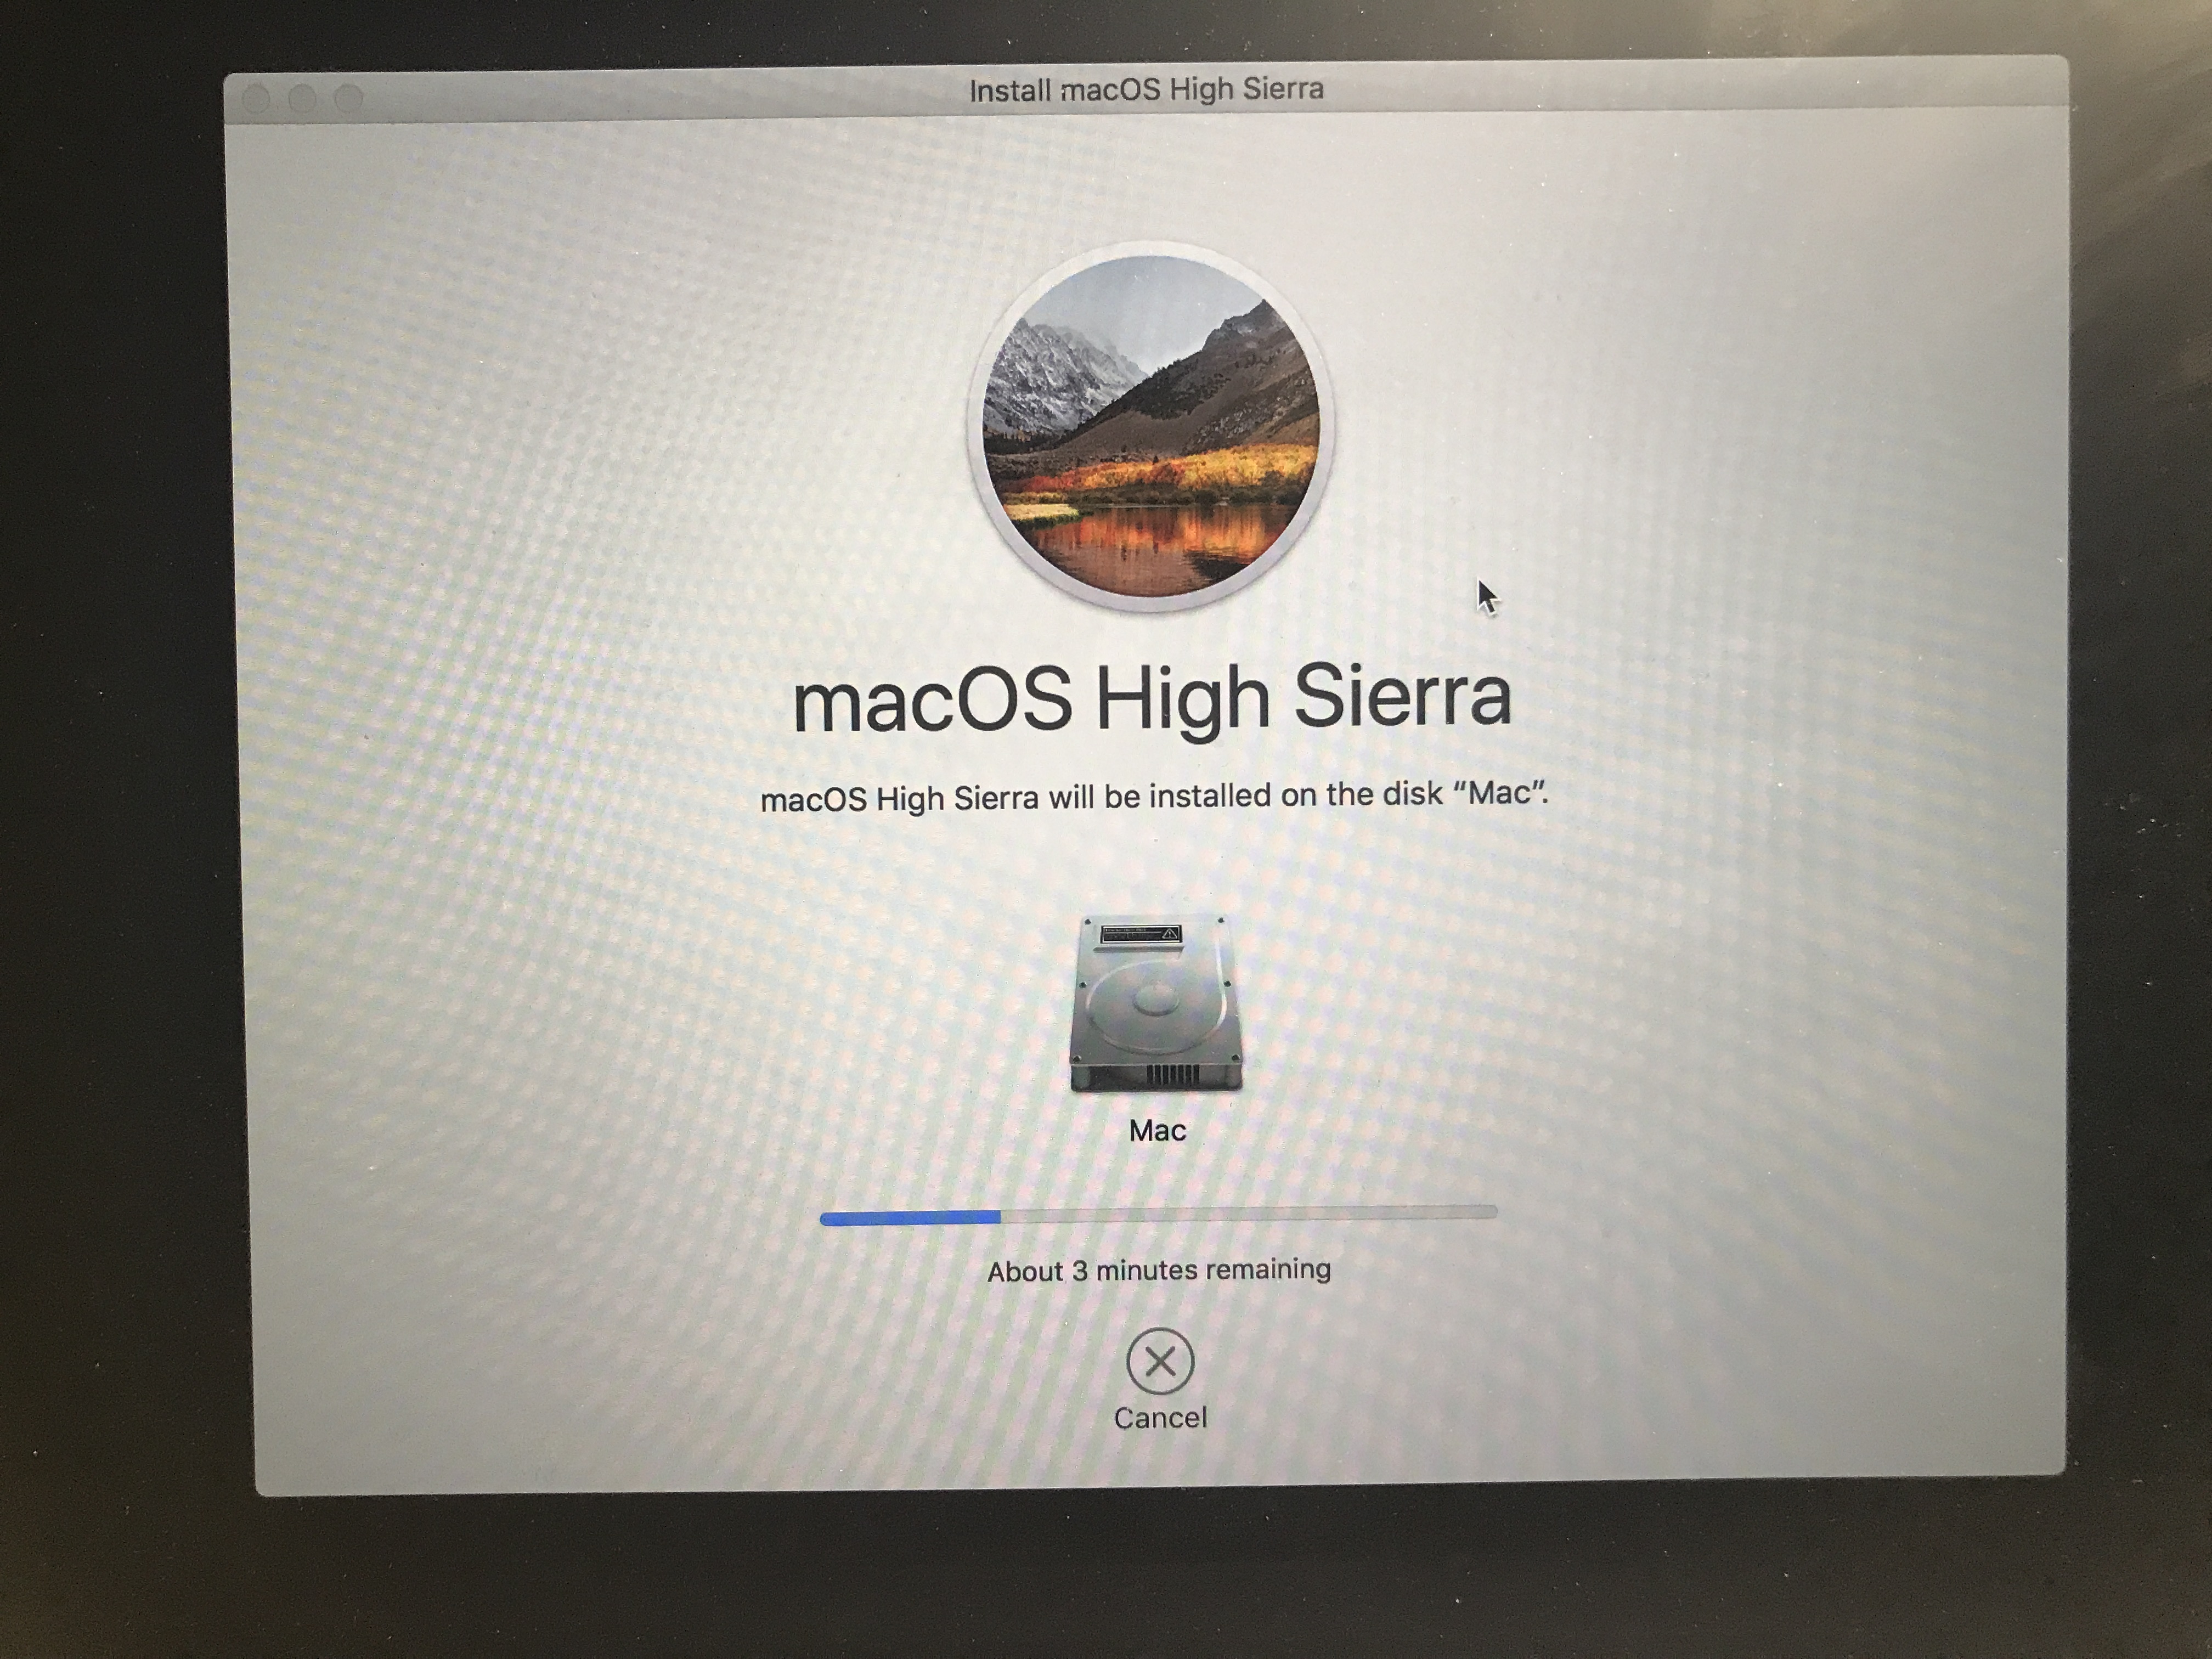 Install macOS High Sierra
macOS High Sierra
macOS High Sierra will be installed on the disk “Mac”.
Mac
About 3 minutes remaining
Cancel